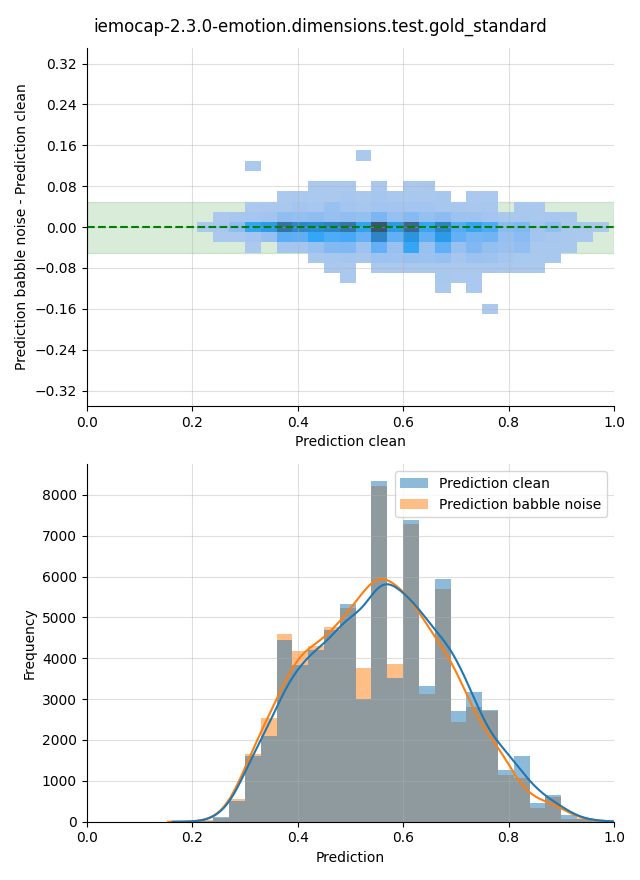 iemocap-2.3.0-emotion.dimensions.test.gold_standard
Prediction babble noise - Prediction clean
0.32
0.24
0.16
0.08
0.00
−0.08
−0.16
−0.24
−0.32
0.0 0.2 0.4 0.6 0.8 1.0
Prediction clean
Frequency
8000
7000
6000
5000
4000
3000
2000
1000
0
Prediction clean
Prediction babble noise
0.0 0.2 0.4 0.6 0.8 1.0
Prediction